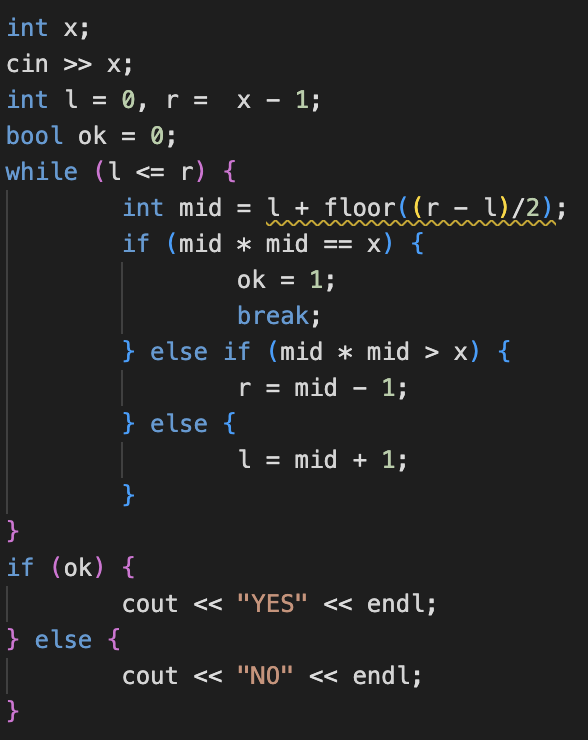 int x;
cin >> x;
int l = 0, r =  x - 1;
bool ok = 0;
while (l <= r) {
        int mid = l + floor((r - l)/2);
        if (mid * mid == x) {
                ok = 1;
                break;
        } else if (mid * mid > x) {
                r = mid - 1;
        } else {
                l = mid + 1;
        }
}
if (ok) {
        cout << "YES" << endl;
} else {
        cout << "NO" << endl;
}